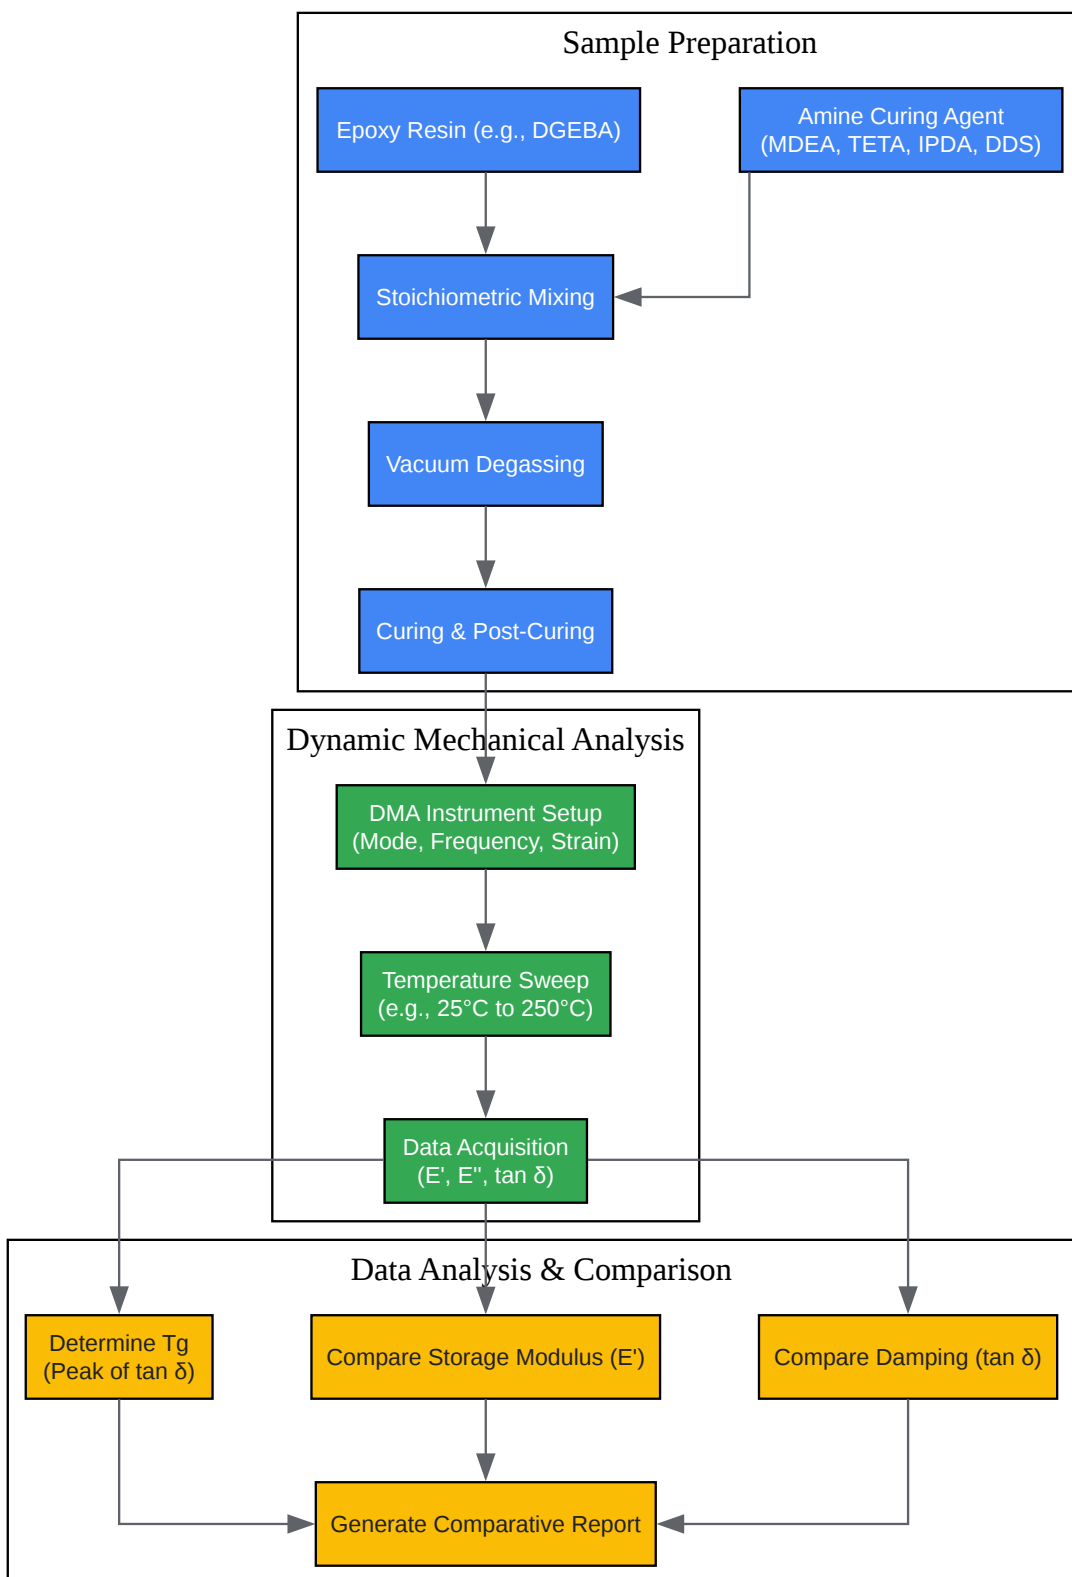 Sample Preparation
Epoxy Resin (e.g., DGEBA)
Amine Curing Agent
(MDEA, TETA, IPDA, DDS)
Stoichiometric Mixing
Vacuum Degassing
Curing & Post-Curing
Dynamic Mechanical Analysis
DMA Instrument Setup
(Mode, Frequency, Strain)
Temperature Sweep
(e.g., 25°C to 250°C)
Data Acquisition
(E', E'', tan δ)
Data Analysis & Comparison
Determine Tg
(Peak of tan δ)
Compare Storage Modulus (E')
Compare Damping (tan δ)
Generate Comparative Report